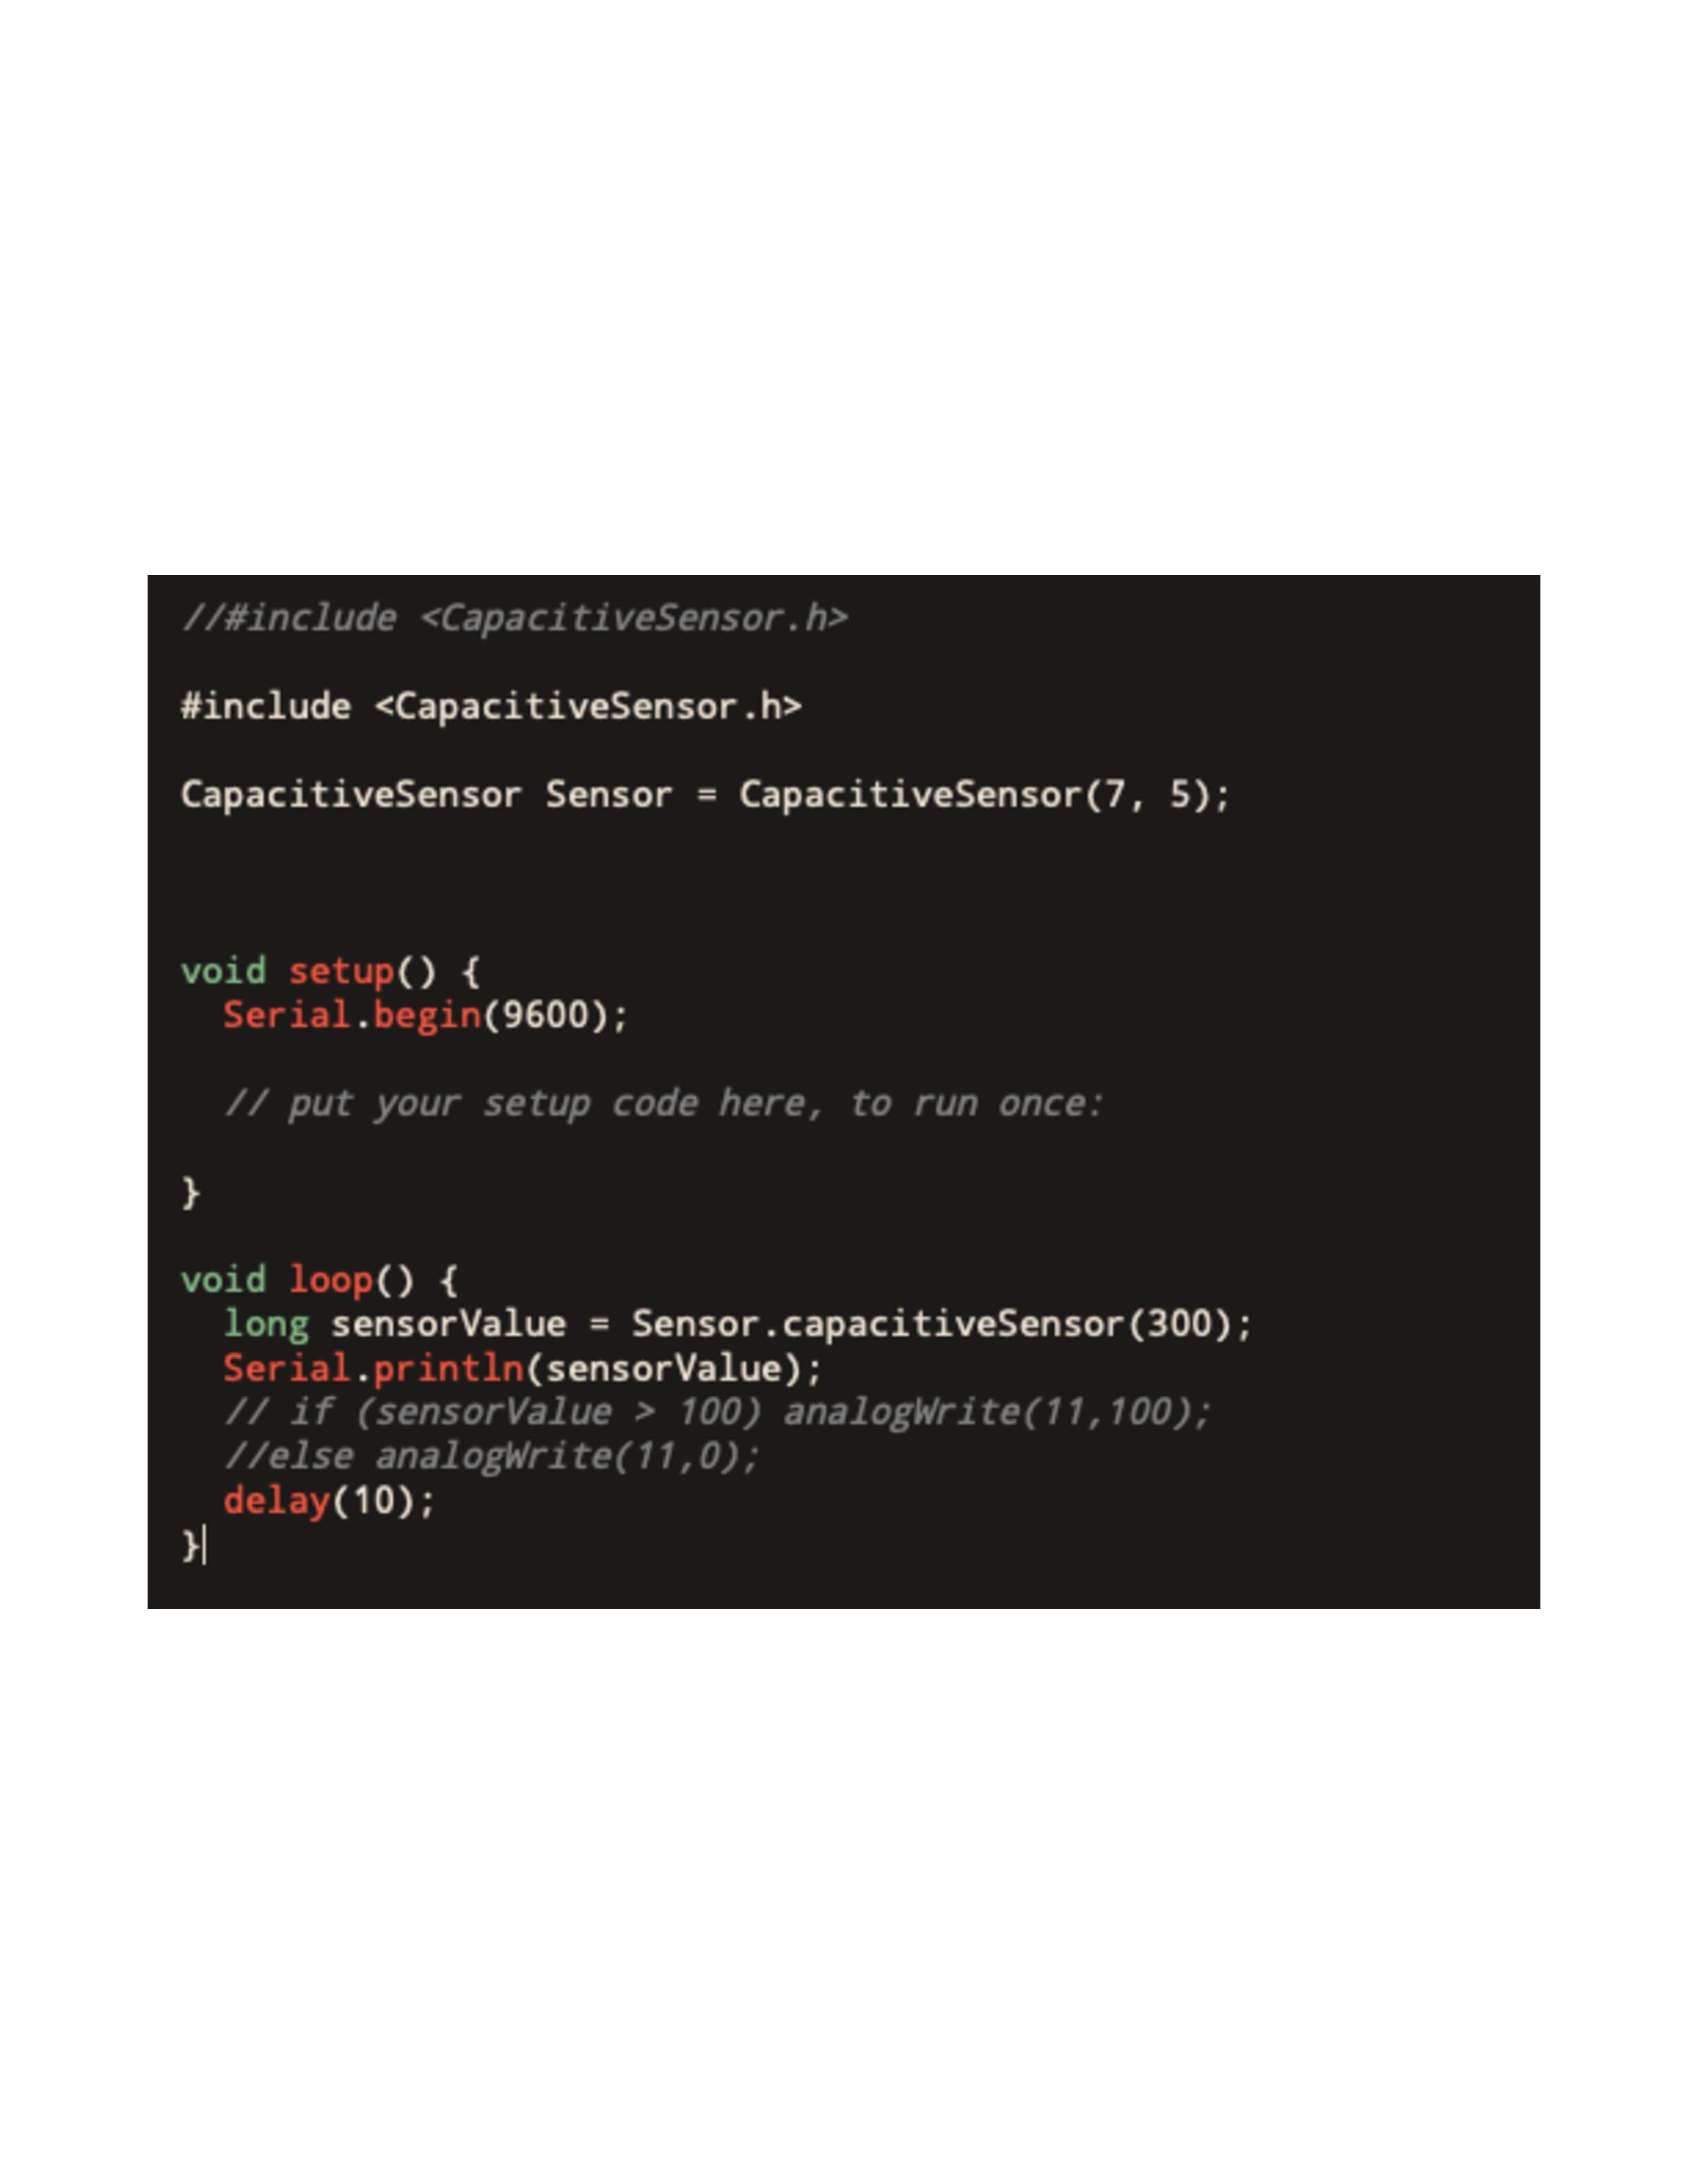 //#include <CapacitiveSensor.h>
#include <CapacitiveSensor.h>
CapacitiveSensor Sensor = CapacitiveSensor(7, 5);
void setup() {
  Serial.begin(9600);
  // put your setup code here, to run once:
}
void loop() {
  long sensorValue = Sensor.capacitiveSensor(300);
  Serial.println(sensorValue);
  // if (sensorValue > 100) analogWrite(11,100);
  //else analogWrite(11,0);
  delay(10);
}